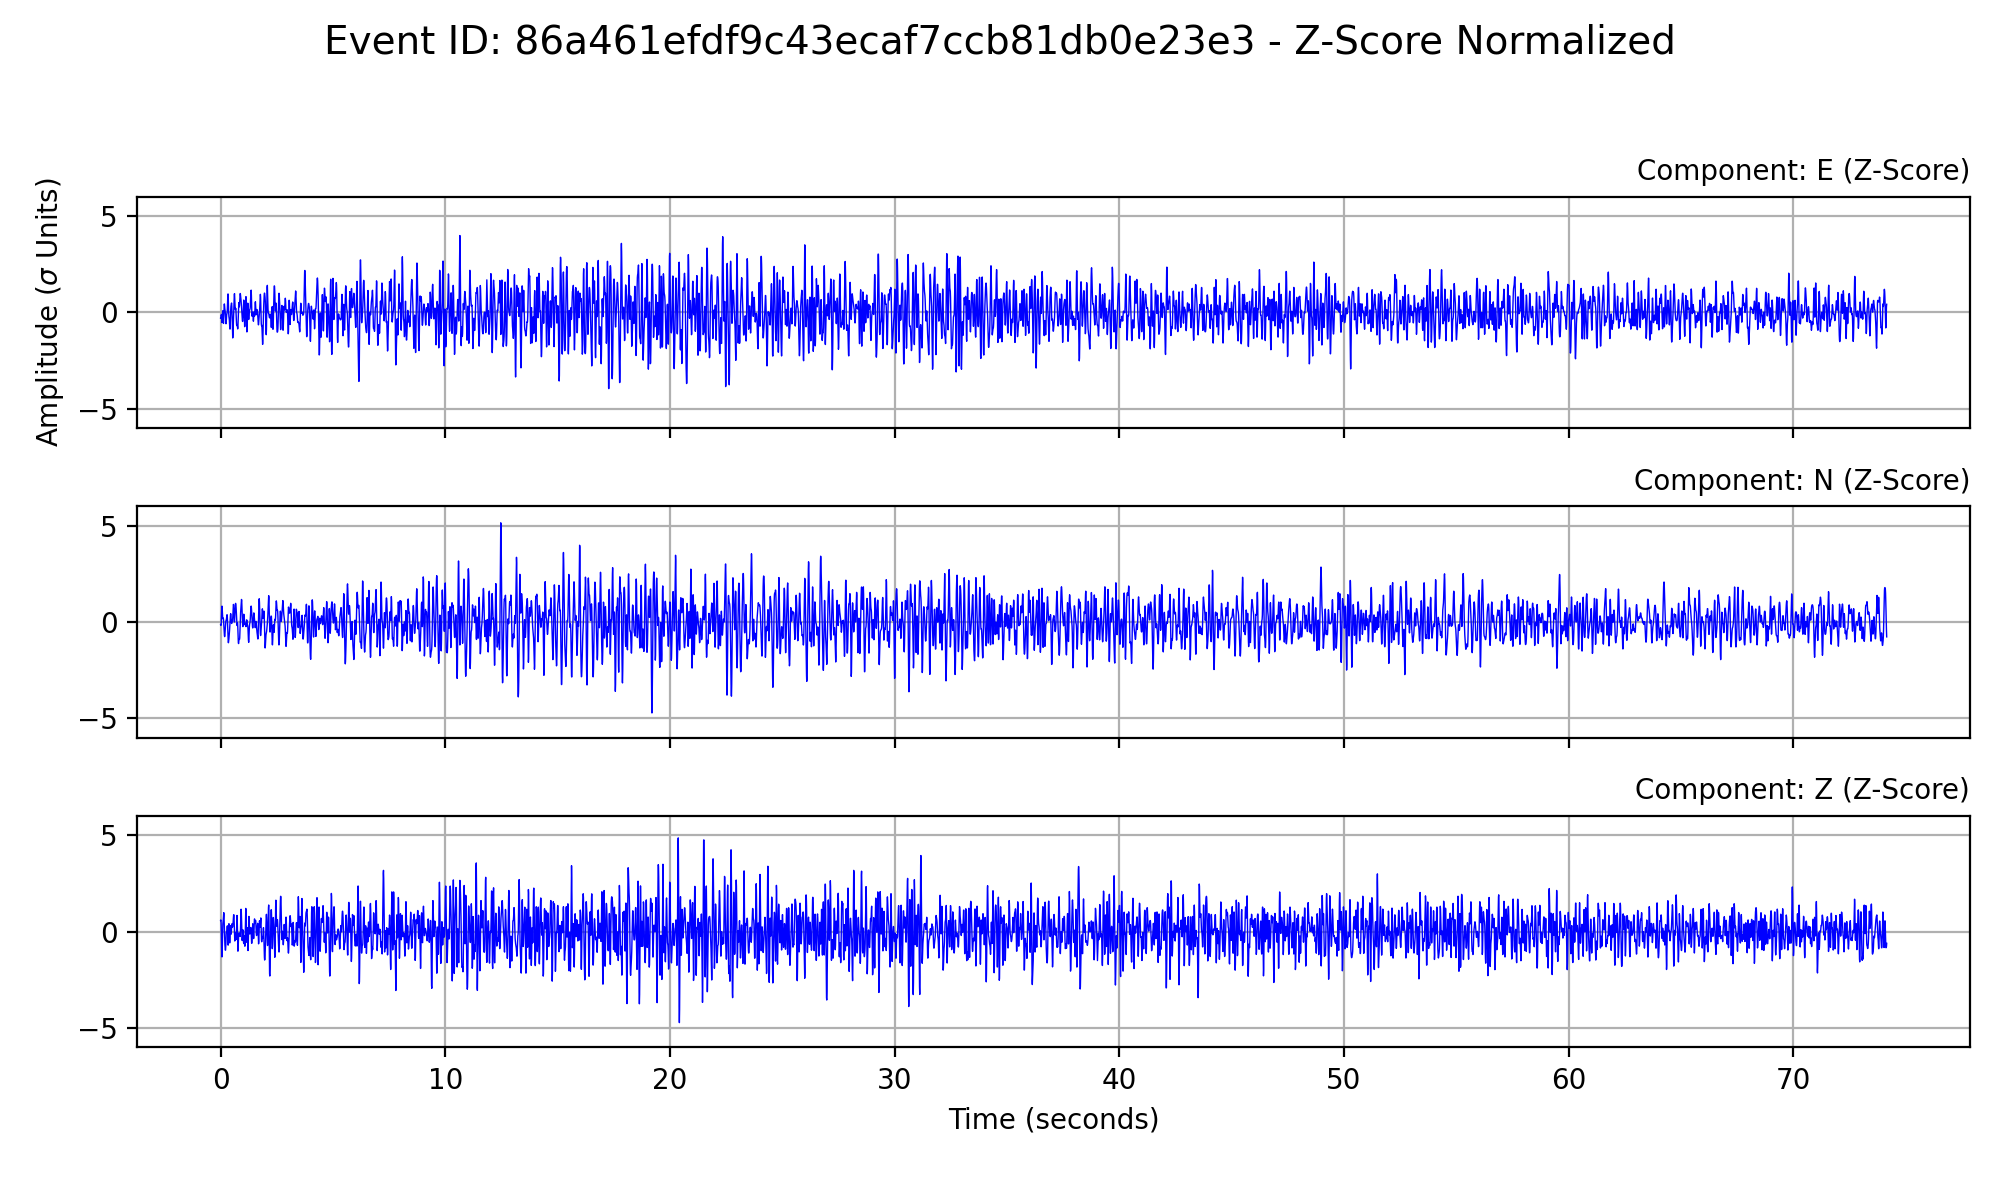 Event ID: 86a461efdf9c43ecaf7ccb81db0e23e3 - Z-Score Normalized
Component: E (Z-Score)
Amplitude (σ Units)
5
0
−5
Component: N (Z-Score)
5
0
−5
Component: Z (Z-Score)
5
0
−5
0 10 20 30 40 50 60 70
Time (seconds)